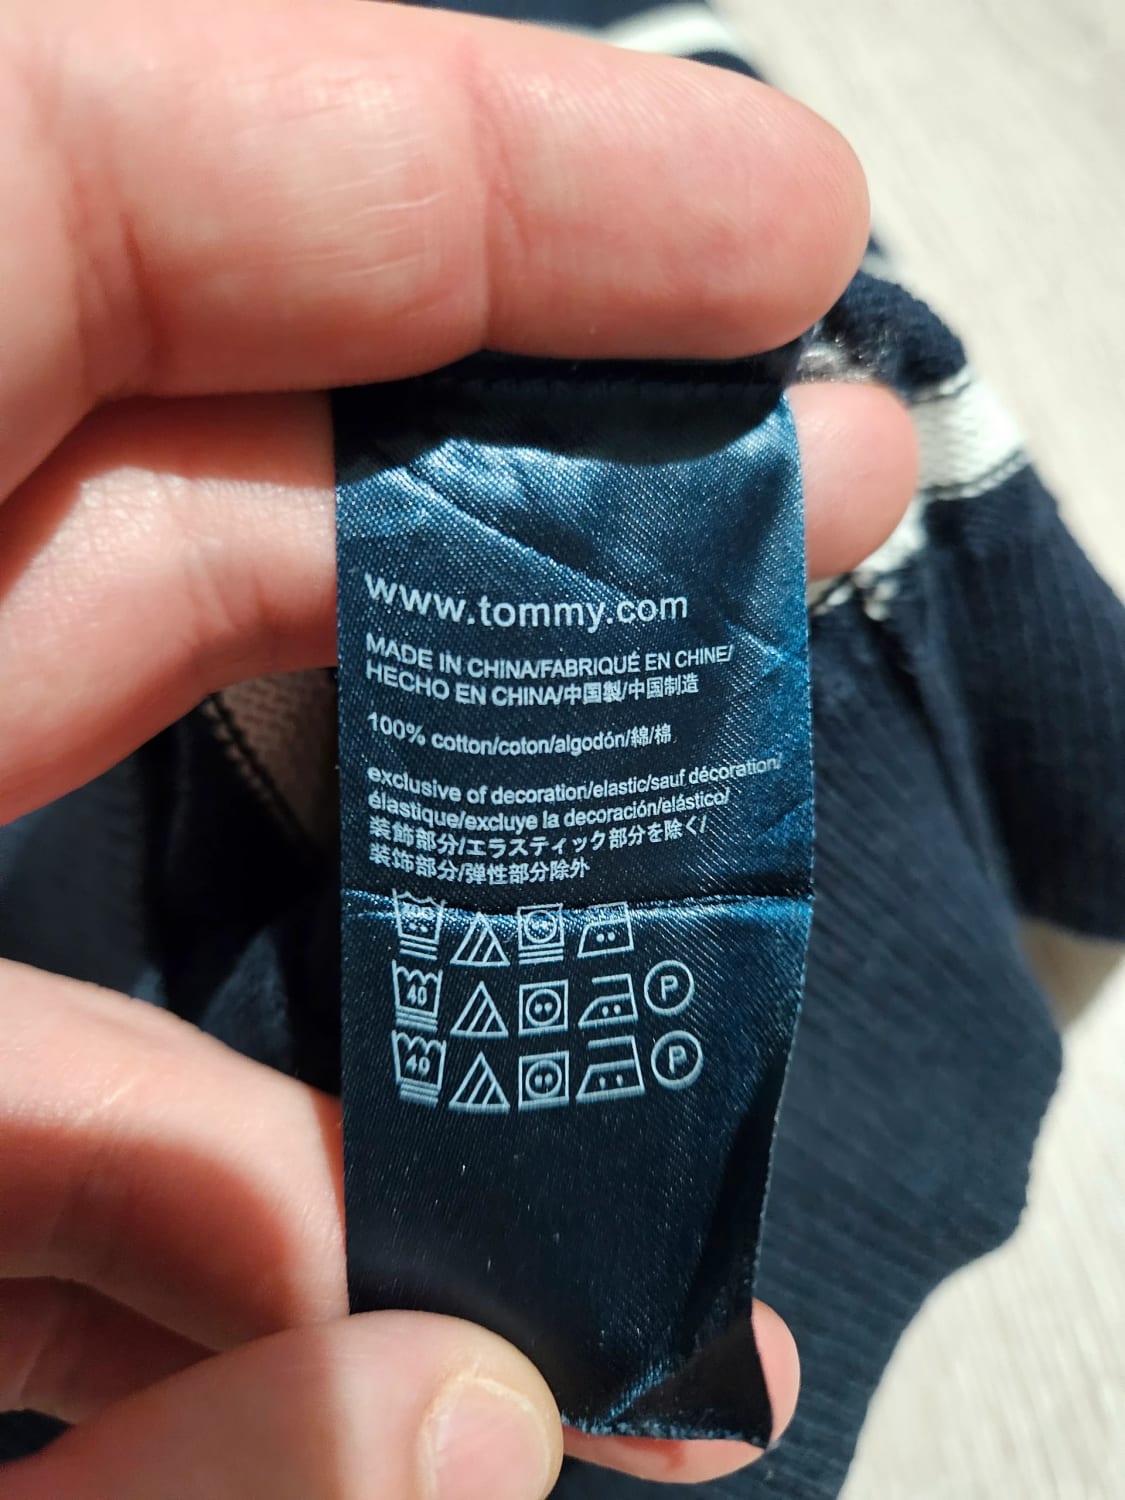 www.tommy.com
MADE IN CHINA/FABRIQUÉ EN CHINE/
HECHO EN CHINA/中国製/中国制造
100% cotton/coton/algodón/綿/棉
exclusive of decoration/elastic/sauf décoration/
élastique/excluye la decoración/elástico/
装飾部分/エラスティック部分を除く/
装饰部分/弹性部分除外
40 P
40 P